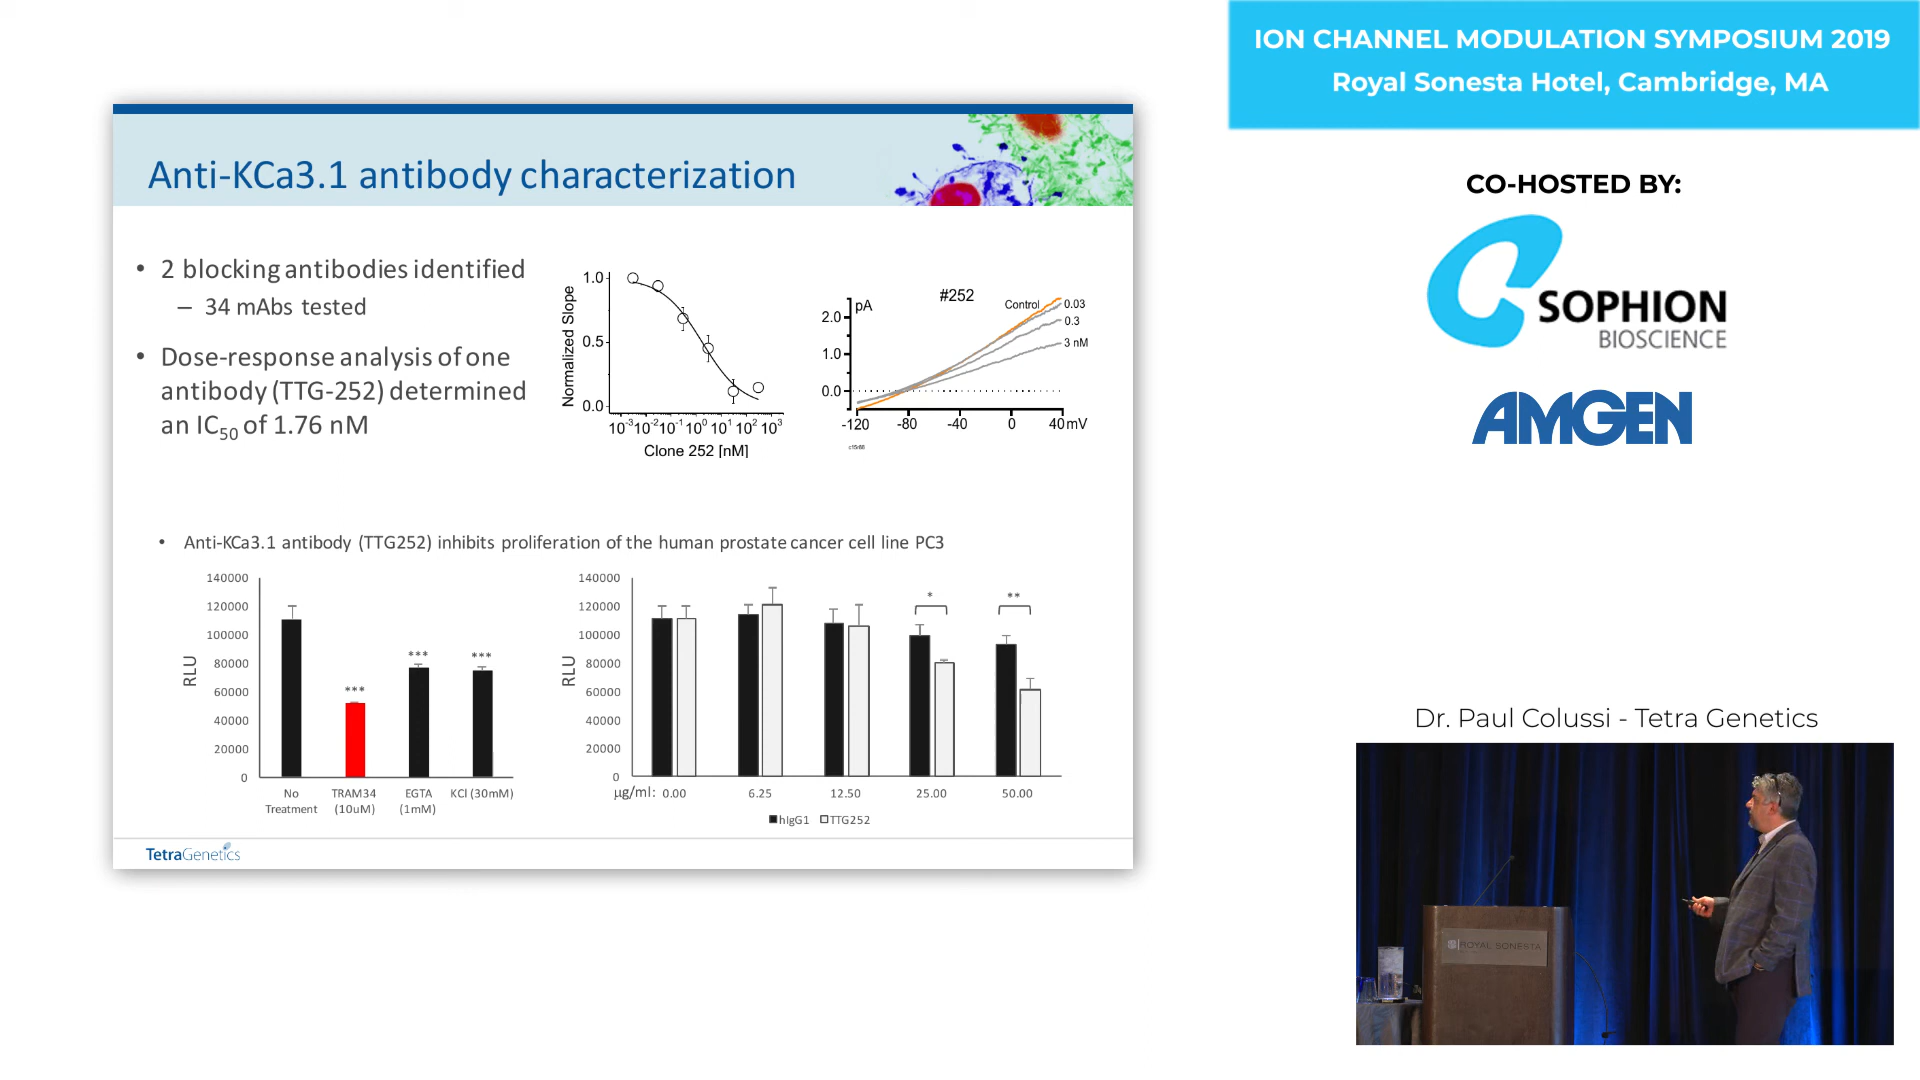 ION CHANNEL MODULATION SYMPOSIUM 2019
Royal Sonesta Hotel, Cambridge, MA
CO-HOSTED BY:
SOPHION
BIOSCIENCE
AMGEN
Anti-KCa3.1 antibody characterization
• 2 blocking antibodies identified
– 34 mAbs tested
• Dose-response analysis of one
antibody (TTG-252) determined
an IC50 of 1.76 nM
Normalized Slope
1.0
0.5
0.0
10-3 10-2 10-1 100 101 102 103
Clone 252 [nM]
pA
#252
Control
0.03
0.3
3 nM
2.0
1.0
0.0
-120 -80 -40 0 40 mV
c15r68
• Anti-KCa3.1 antibody (TTG252) inhibits proliferation of the human prostate cancer cell line PC3
RLU
140000
120000
100000
80000
60000
40000
20000
0
***
***
***
No Treatment
TRAM34 (10uM)
EGTA (1mM)
KCl (30mM)
RLU
140000
120000
100000
80000
60000
40000
20000
0
*
**
µg/ml: 0.00 6.25 12.50 25.00 50.00
hIgG1 TTG252
TetraGenetics
Dr. Paul Colussi - Tetra Genetics
ROYAL SONESTA